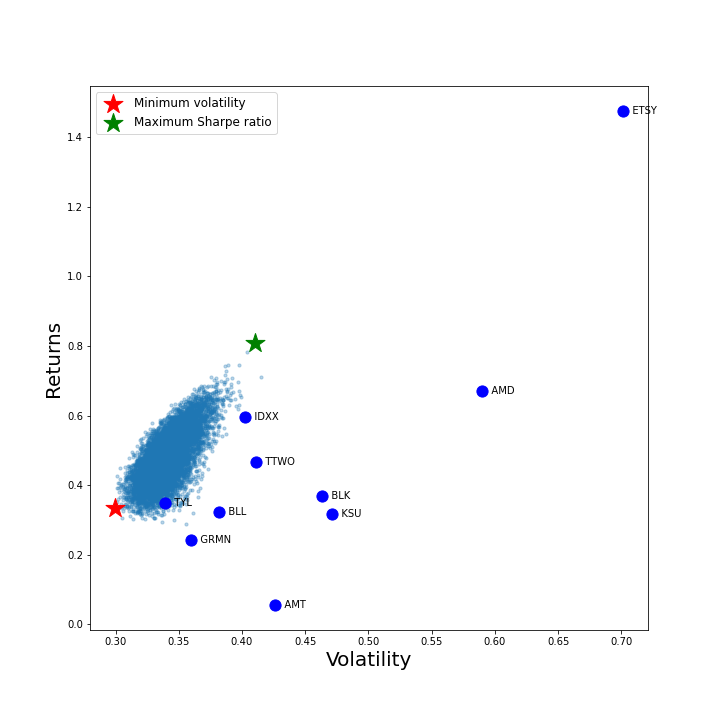 Minimum volatility
Maximum Sharpe ratio
ETSY
1.4
1.2
1.0
0.8
AMD
0.6
IDXX
TTWO
0.4
BLK
TYL
BLL
KSU
GRMN
0.2
AMT
0.0
Returns
0.30 0.35 0.40 0.45 0.50 0.55 0.60 0.65 0.70
Volatility